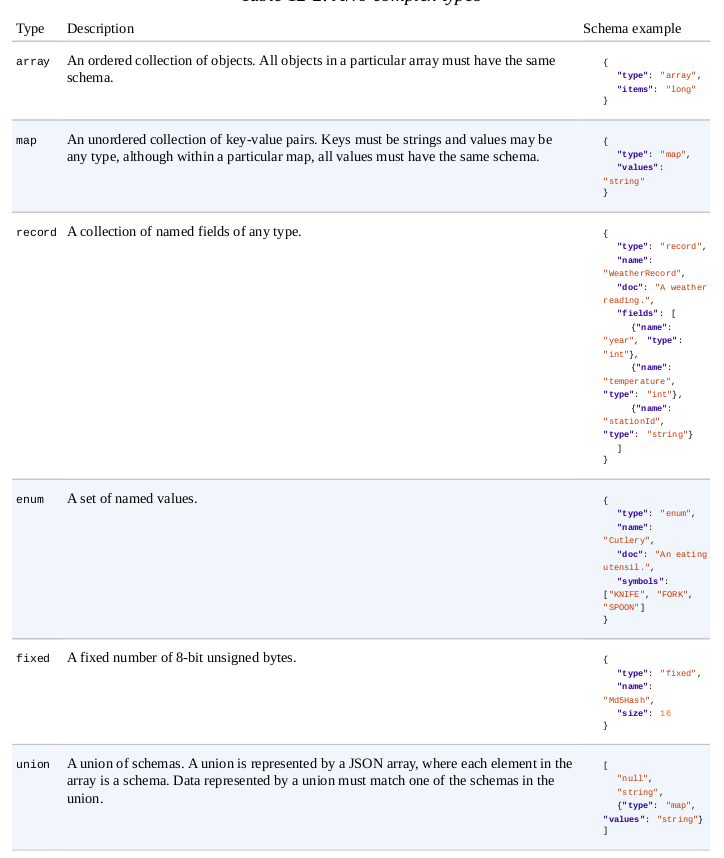 Table 12-2. Avro complex types
Type Description Schema example
array An ordered collection of objects. All objects in a particular array must have the same
schema.
{
"type": "array",
"items": "long"
}
map An unordered collection of key-value pairs. Keys must be strings and values may be
any type, although within a particular map, all values must have the same schema.
{
"type": "map",
"values":
"string"
}
record A collection of named fields of any type.
{
"type": "record",
"name":
"WeatherRecord",
"doc": "A weather
reading.",
"fields": [
{"name":
"year", "type":
"int"},
{"name":
"temperature",
"type": "int"},
{"name":
"stationId",
"type": "string"}
]
}
enum A set of named values.
{
"type": "enum",
"name":
"Cutlery",
"doc": "An eating
utensil.",
"symbols":
["KNIFE", "FORK",
"SPOON"]
}
fixed A fixed number of 8-bit unsigned bytes.
{
"type": "fixed",
"name":
"Md5Hash",
"size": 16
}
union A union of schemas. A union is represented by a JSON array, where each element in the
array is a schema. Data represented by a union must match one of the schemas in the
union.
[
"null",
"string",
{"type": "map",
"values": "string"}
]